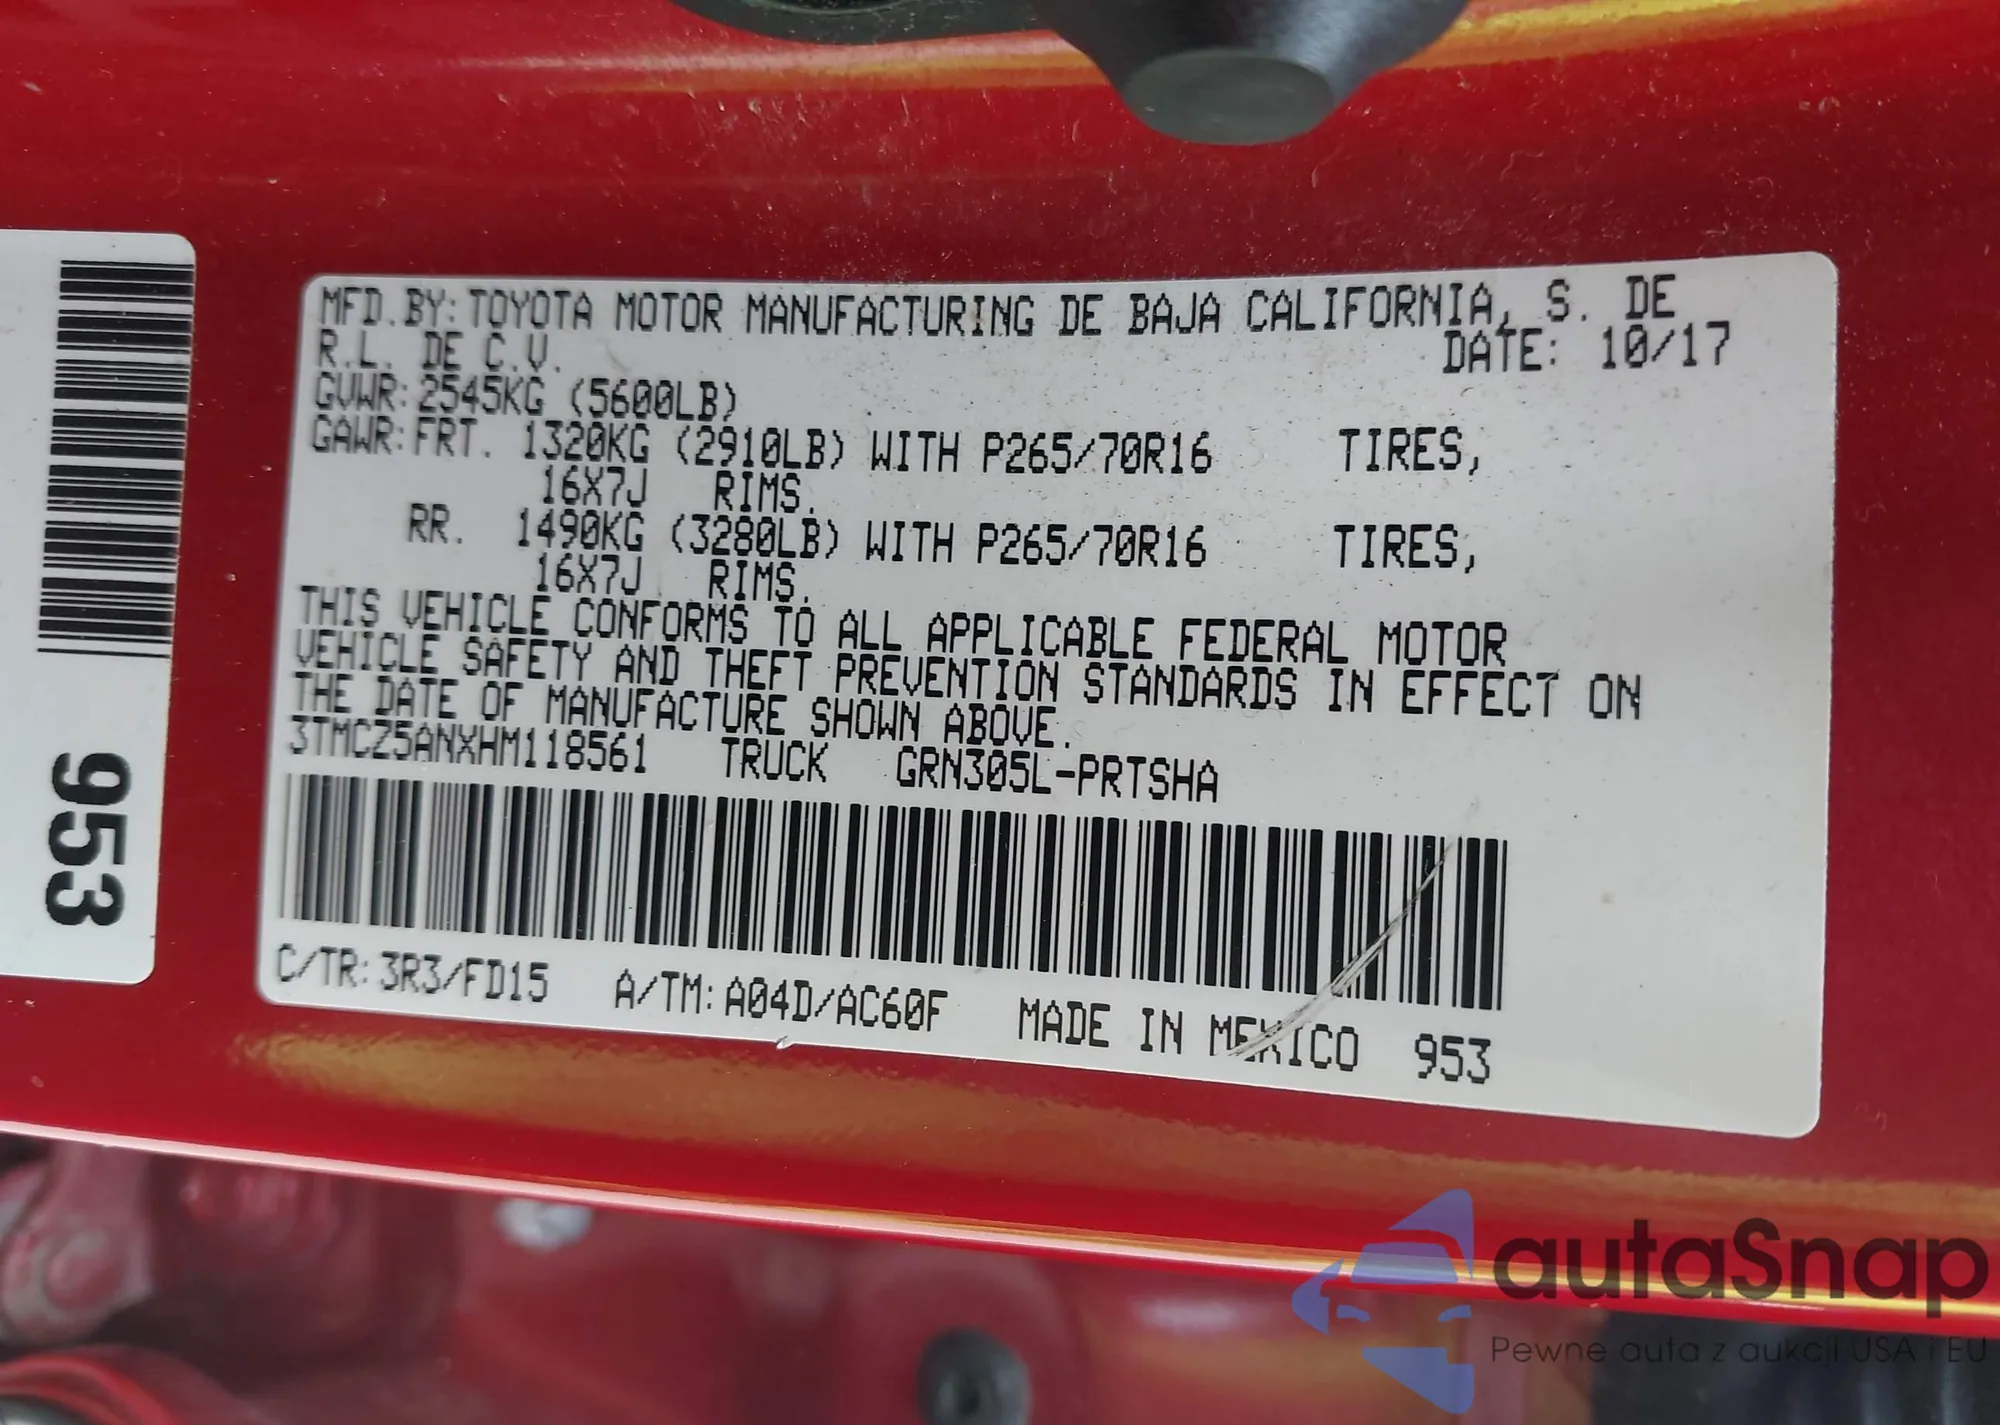 MFD.BY: TOYOTA MOTOR MANUFACTURING DE BAJA CALIFORNIA, S. DE
R.L. DE C.V. DATE: 10/17
GVWR: 2545KG (5600LB)
GAWR: FRT. 1320KG (2910LB) WITH P265/70R16 TIRES,
16X7J RIMS.
RR. 1490KG (3280LB) WITH P265/70R16 TIRES,
16X7J RIMS.
THIS VEHICLE CONFORMS TO ALL APPLICABLE FEDERAL MOTOR
VEHICLE SAFETY AND THEFT PREVENTION STANDARDS IN EFFECT ON
THE DATE OF MANUFACTURE SHOWN ABOVE.
3TMCZ5ANXHM118561 TRUCK GRN305L-PRTSHA
C/TR: 3R3/FD15 A/TM: A04D/AC60F MADE IN MEXICO 953
953
autaSnap
Pewne auta z aukcji USA i EU